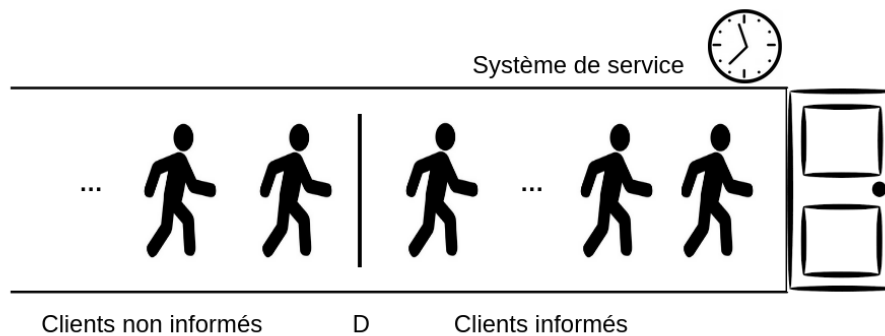 Système de service
...
...
Clients non informés D Clients informés